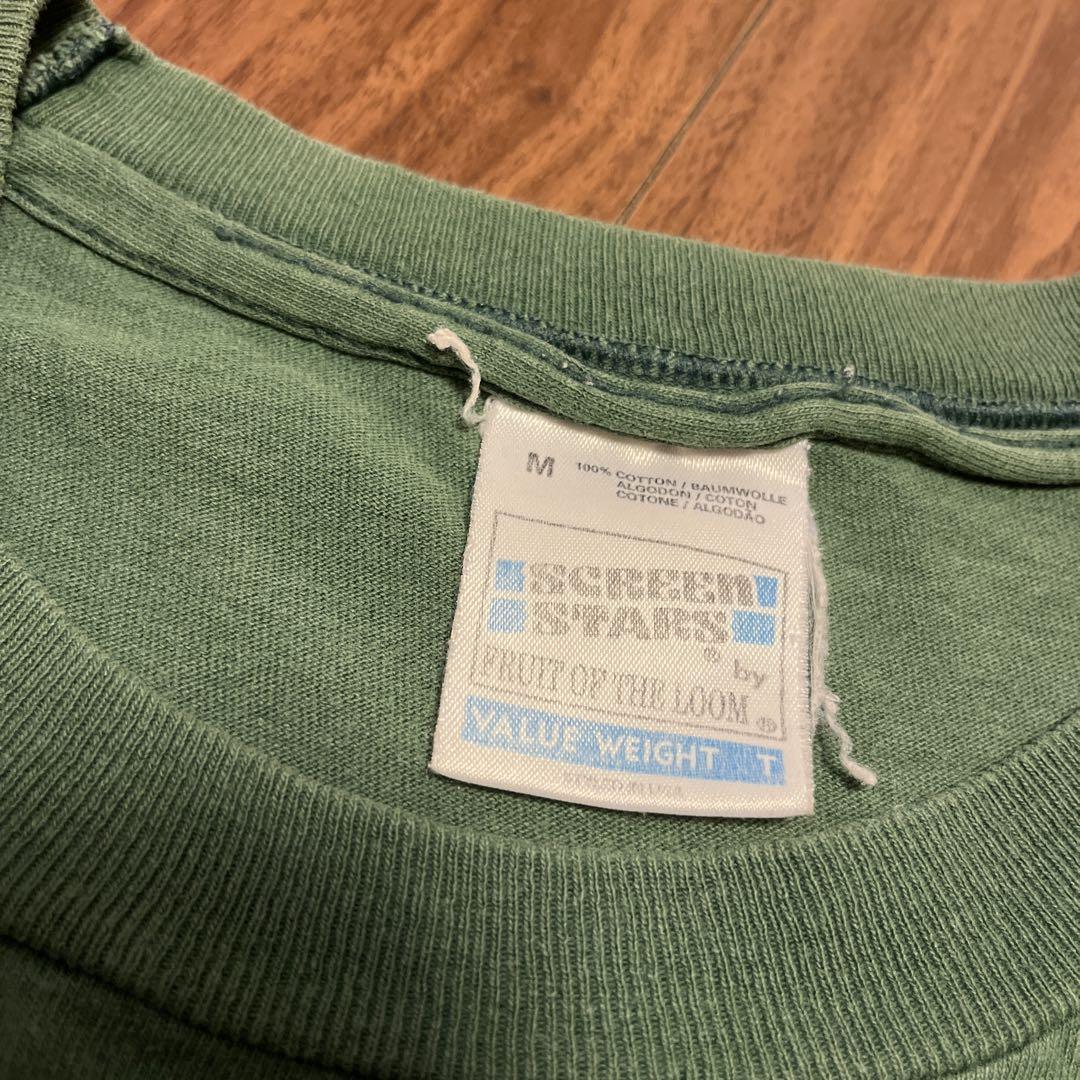 M 100% COTTON / BAUMWOLLE
ALGODON / COTON
COTONE / ALGODÃO
SCREEN
STARS
® by
FRUIT OF THE LOOM ®
VALUE WEIGHT T